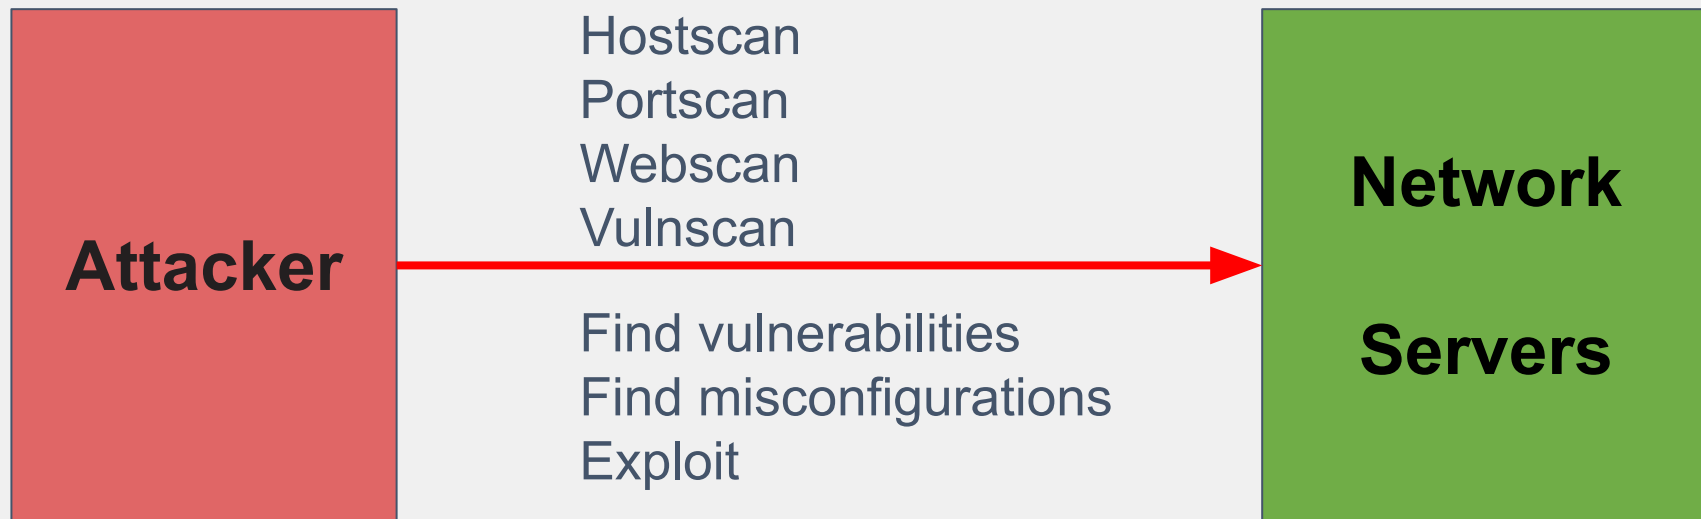 Attacker
Hostscan
Portscan
Webscan
Vulnscan
Find vulnerabilities
Find misconfigurations
Exploit
Network
Servers